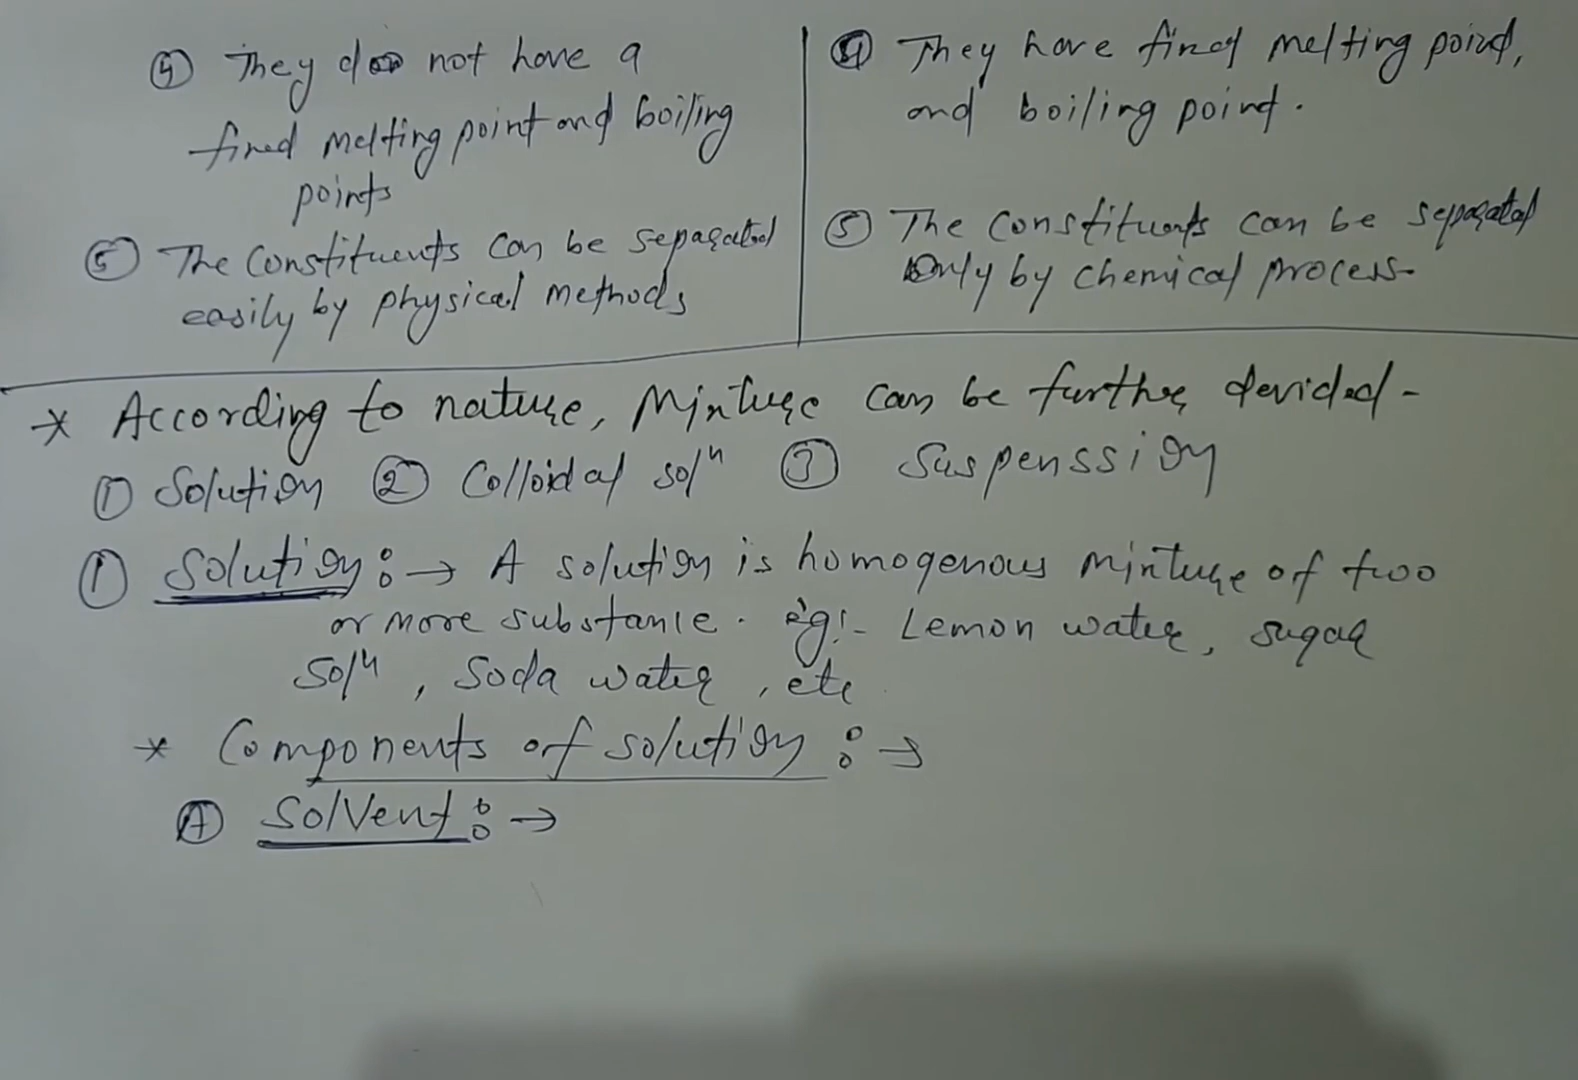 ④ They do not have a
fixed melting point and boiling
points
⑤ The constituents can be separated
easily by physical methods
④ They have fixed melting point,
and boiling point.
⑤ The constituents can be separated
Only by chemical process.
* According to nature, Mixture can be further devided -
① Solution ② Colloidal solⁿ ③ Suspenssion
① Solution :→ A solution is homogenous mixture of two
or more substance. eg:- Lemon water, sugar
solⁿ, soda water, etc
* Components of solution :→
Ⓐ Solvent :→